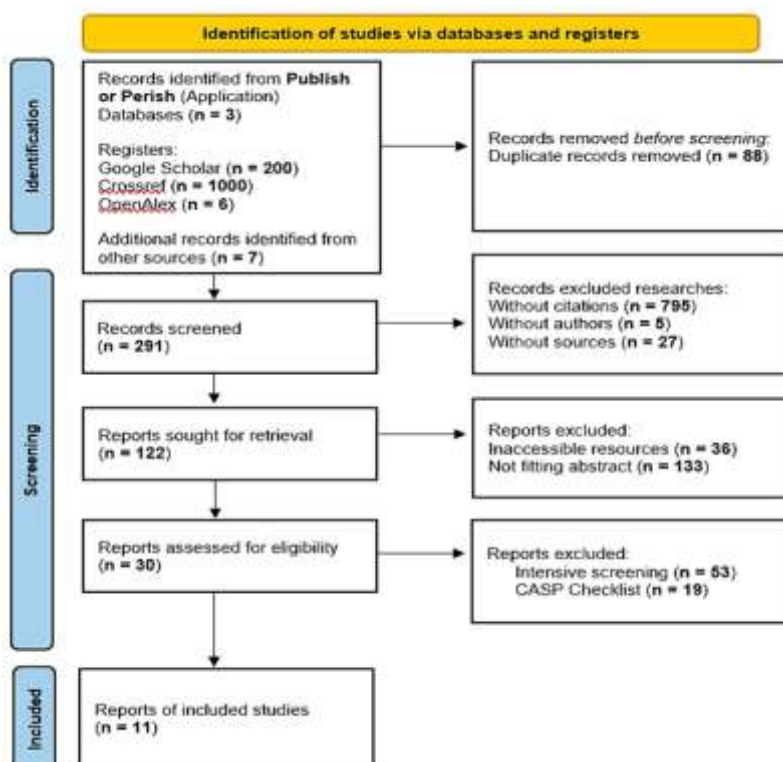 Identification of studies via databases and registers
Identification
Records identified from Publish
or Perish (Application)
Databases (n = 3)
Registers:
Google Scholar (n = 200)
Crossref (n = 1000)
OpenAlex (n = 6)
Additional records identified from
other sources (n = 7)
Records removed before screening:
Duplicate records removed (n = 88)
Screening
Records screened
(n = 291)
Records excluded researches:
Without citations (n = 795)
Without authors (n = 5)
Without sources (n = 27)
Reports sought for retrieval
(n = 122)
Reports excluded:
Inaccessible resources (n = 36)
Not fitting abstract (n = 133)
Reports assessed for eligibility
(n = 30)
Reports excluded:
Intensive screening (n = 53)
CASP Checklist (n = 19)
Included
Reports of included studies
(n = 11)